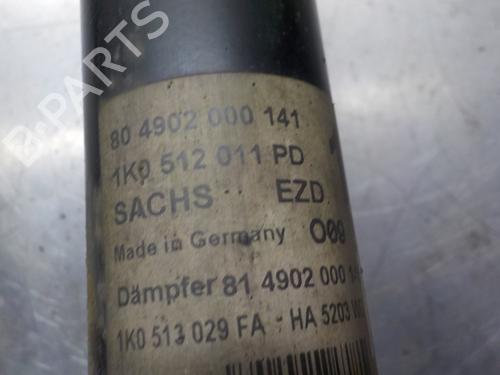 B PARTS
80 4902 000 141
1K0 512 011 PD
SACHS EZD
Made in Germany O09
Dämpfer 81 4902 000
1K0 513 029 FA - HA 5203